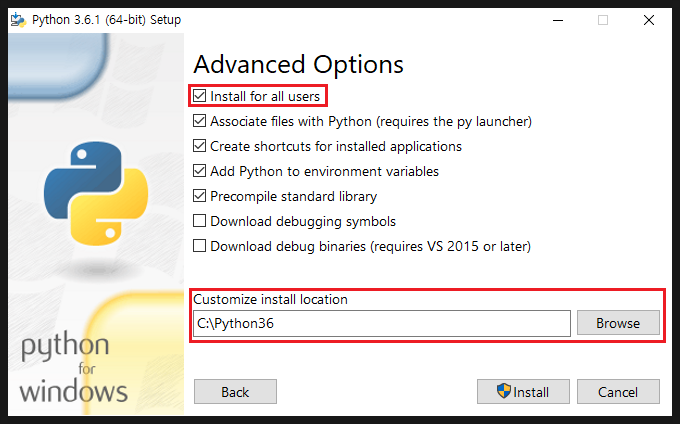 Python 3.6.1 (64-bit) Setup
Advanced Options
Install for all users
Associate files with Python (requires the py launcher)
Create shortcuts for installed applications
Add Python to environment variables
Precompile standard library
Download debugging symbols
Download debug binaries (requires VS 2015 or later)
Customize install location
C:\Python36
Browse
python
for
windows
Back
Install
Cancel